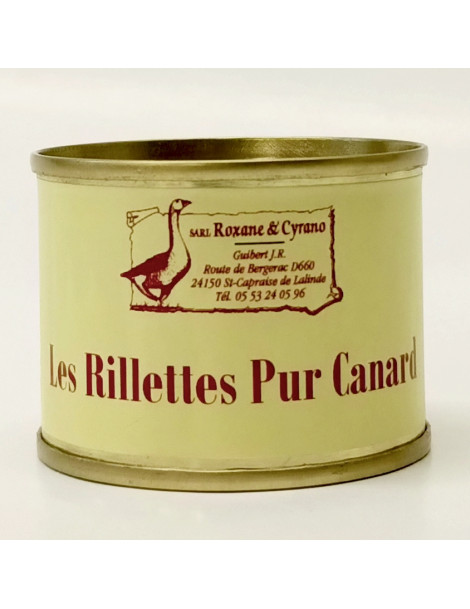 SARL Roxane & Cyrano
Guibert J.R.
Route de Bergerac D660
24150 St-Capraise de Lalinde
Tél. 05 53 24 05 96
Les Rillettes Pur Canard